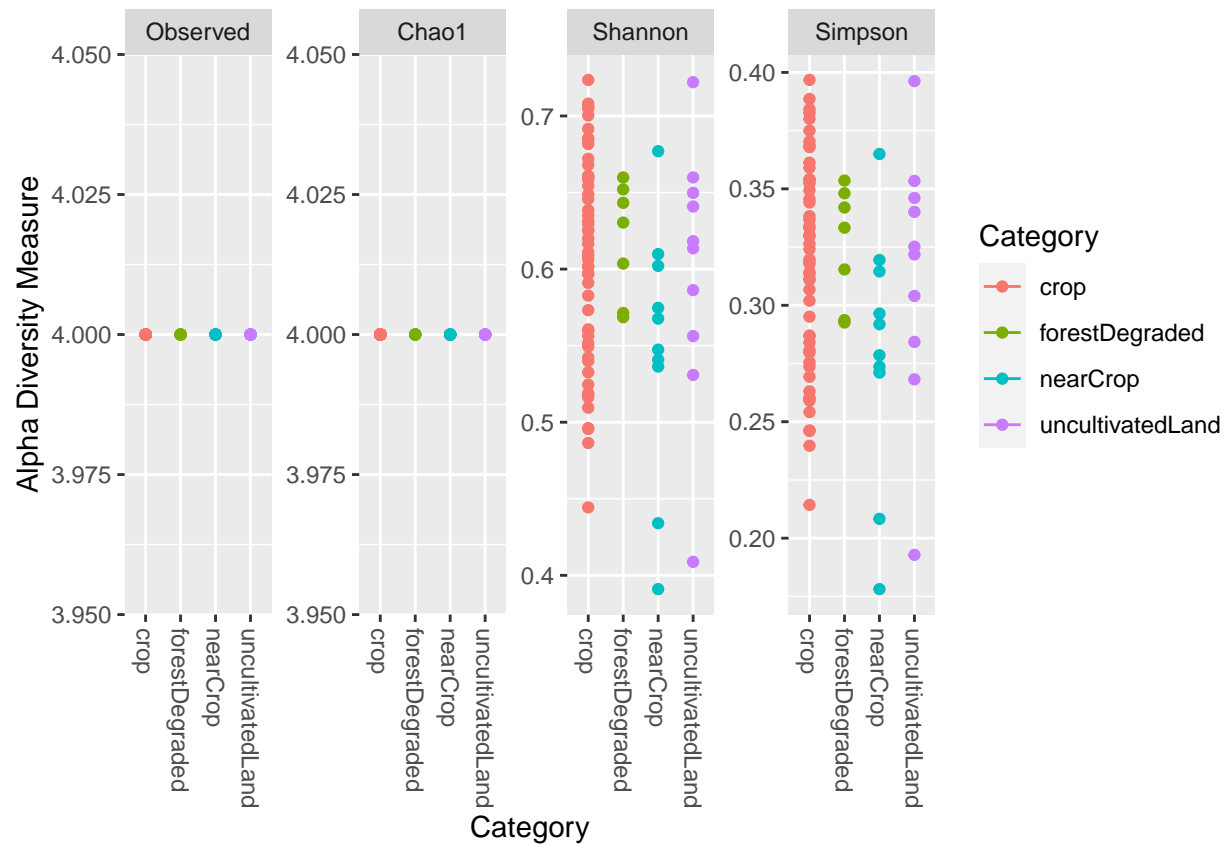 Observed
Chao1
Shannon
Simpson
Alpha Diversity Measure
4.050
4.025
4.000
3.975
3.950
4.050
4.025
4.000
3.975
3.950
0.7
0.6
0.5
0.4
0.40
0.35
0.30
0.25
0.20
crop
forestDegraded
nearCrop
uncultivatedLand
crop
forestDegraded
nearCrop
uncultivatedLand
crop
forestDegraded
nearCrop
uncultivatedLand
crop
forestDegraded
nearCrop
uncultivatedLand
Category
Category
crop
forestDegraded
nearCrop
uncultivatedLand